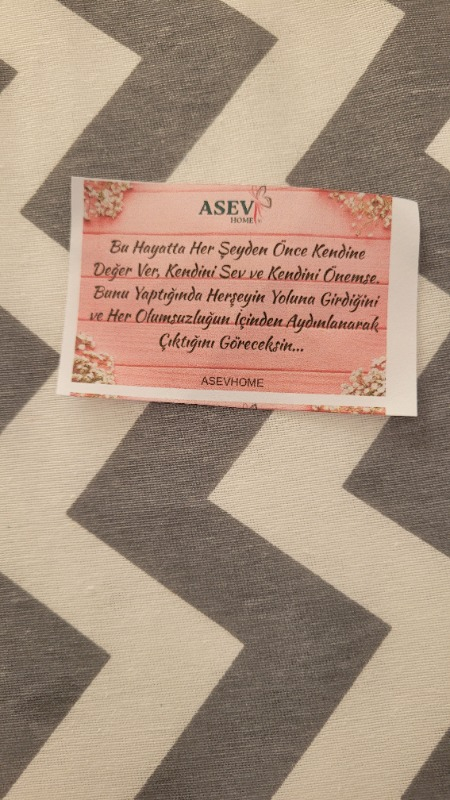 ASEV
HOME
Bu Hayatta Her Şeyden Önce Kendine
Değer Ver, Kendini Sev ve Kendini Önemse.
Bunu Yaptığında Herşeyin Yoluna Girdiğini
ve Her Olumsuzluğun İçinden Aydınlanarak
Çıktığını Göreceksin...
ASEVHOME